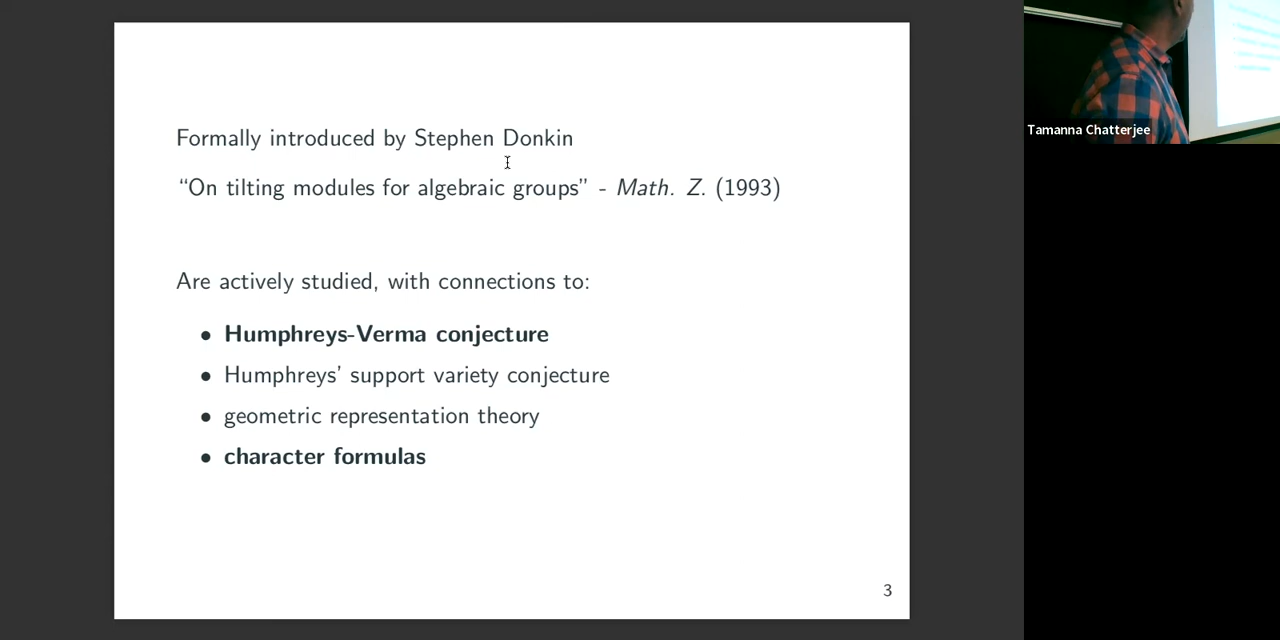 Formally introduced by Stephen Donkin
“On tilting modules for algebraic groups” - Math. Z. (1993)
Are actively studied, with connections to:
• Humphreys-Verma conjecture
• Humphreys’ support variety conjecture
• geometric representation theory
• character formulas
3
Tamanna Chatterjee